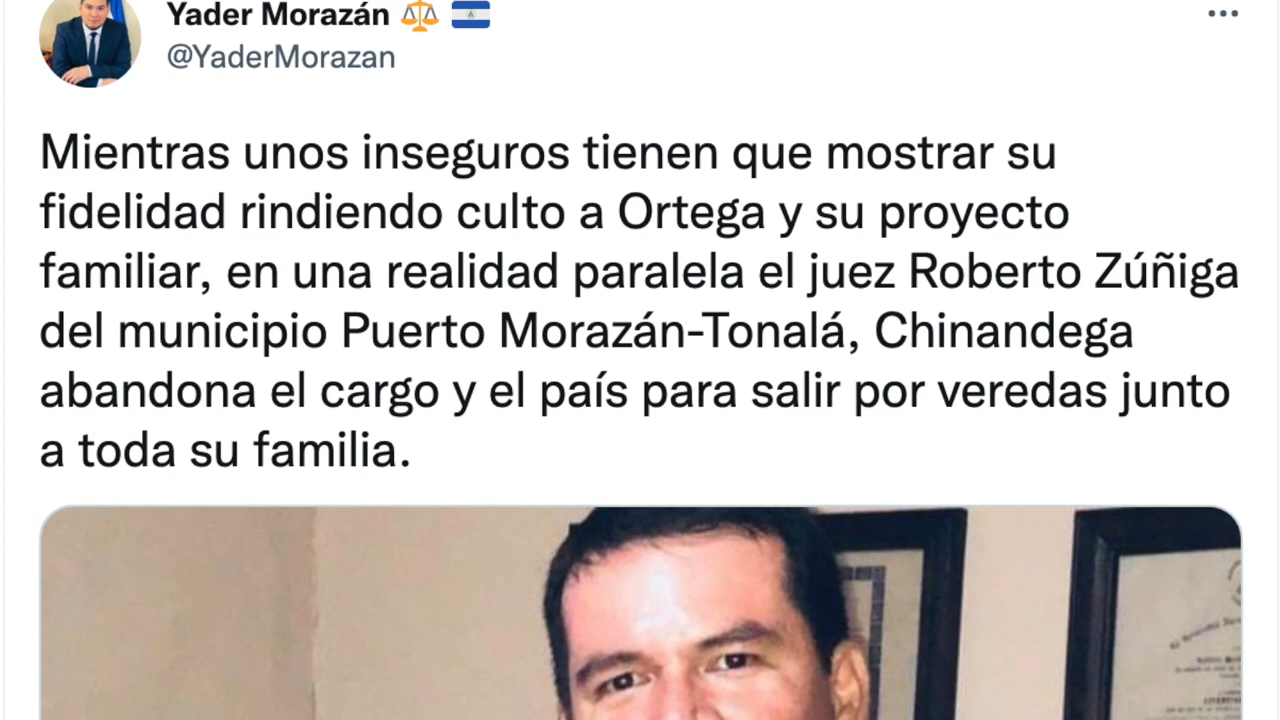 Yader Morazán
@YaderMorazan
Mientras unos inseguros tienen que mostrar su
fidelidad rindiendo culto a Ortega y su proyecto
familiar, en una realidad paralela el juez Roberto Zúñiga
del municipio Puerto Morazán-Tonalá, Chinandega
abandona el cargo y el país para salir por veredas junto
a toda su familia.